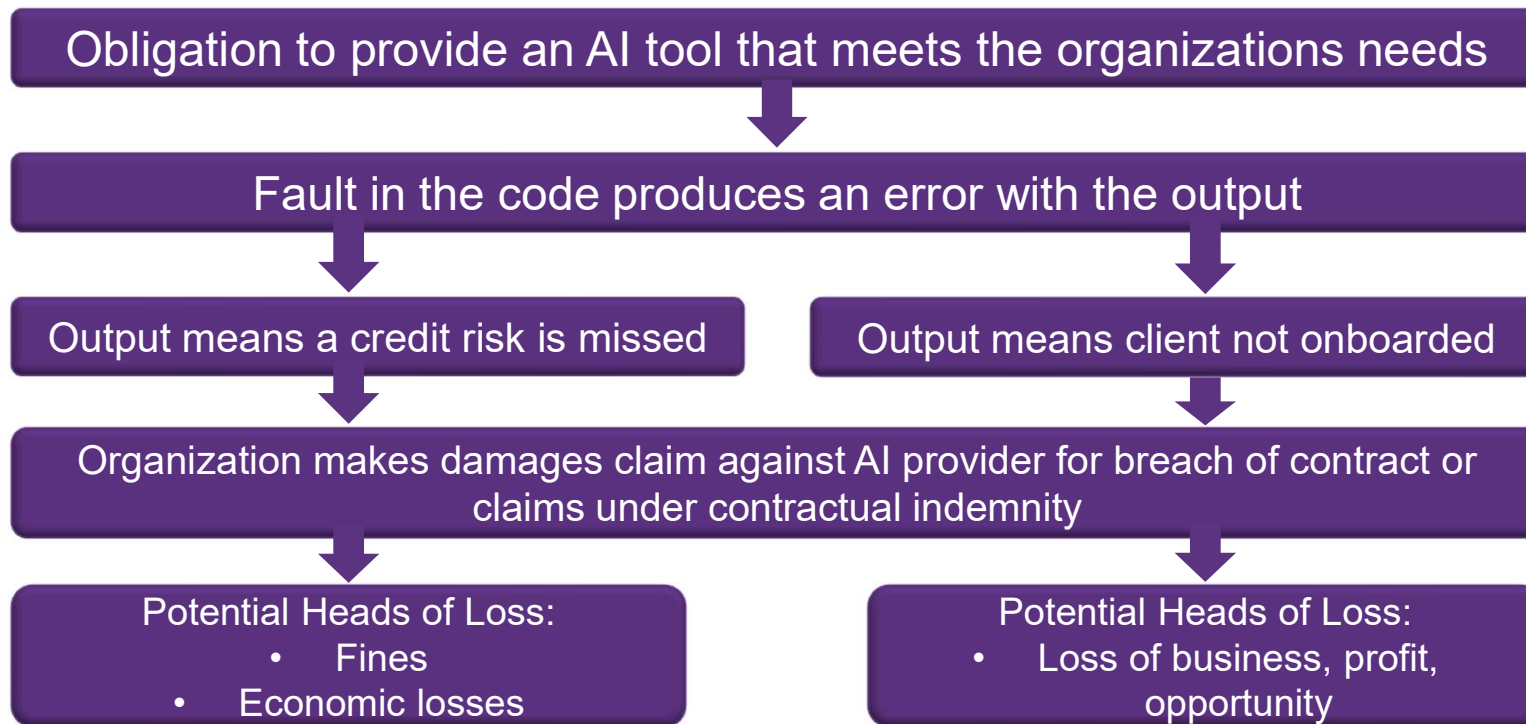 Obligation to provide an AI tool that meets the organizations needs
Fault in the code produces an error with the output
Output means a credit risk is missed
Output means client not onboarded
Organization makes damages claim against AI provider for breach of contract or
claims under contractual indemnity
Potential Heads of Loss:
• Fines
• Economic losses
Potential Heads of Loss:
• Loss of business, profit,
opportunity